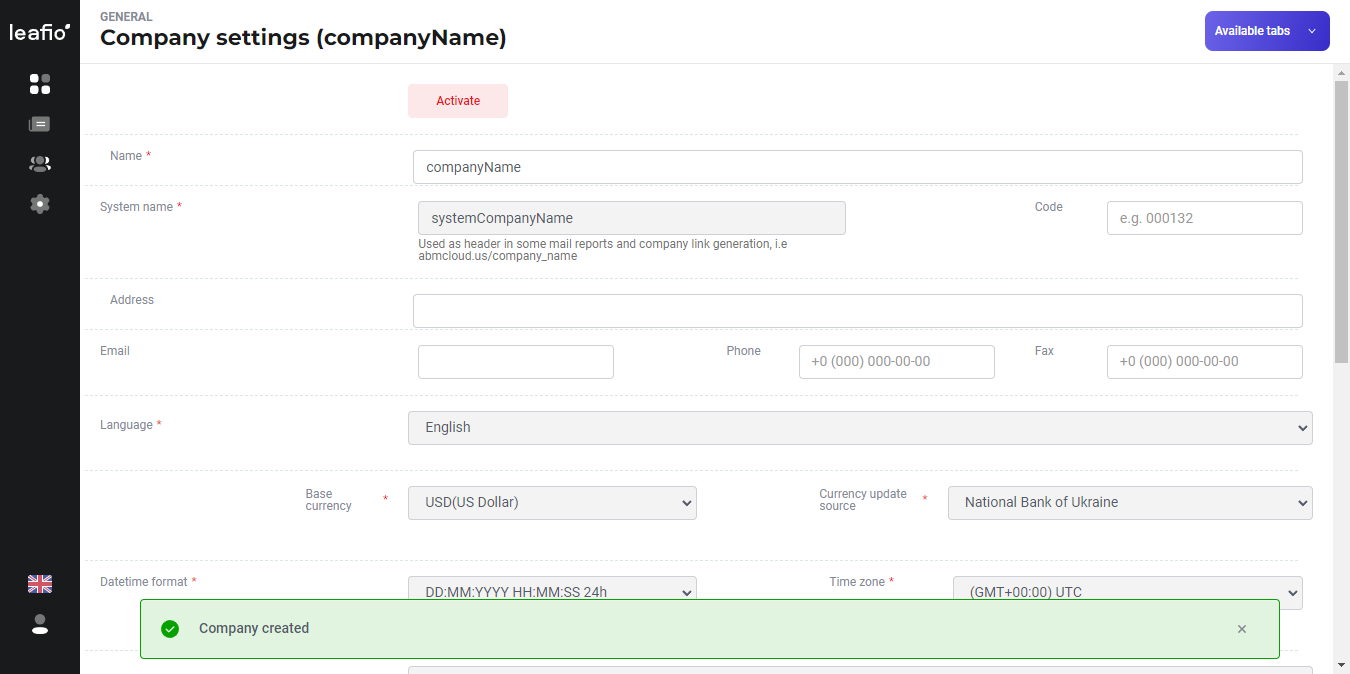 leafio
GENERAL
Company settings (companyName)
Available tabs
Activate
Name *
companyName
System name *
systemCompanyName
Code
e.g. 000132
Used as header in some mail reports and company link generation, i.e
abmcloud.us/company_name
Address
Email
Phone
+0 (000) 000-00-00
Fax
+0 (000) 000-00-00
Language *
English
Base
currency
*
USD(US Dollar)
Currency update
source
*
National Bank of Ukraine
Datetime format *
DD:MM:YYYY HH:MM:SS 24h
Time zone *
(GMT+00:00) UTC
Company created